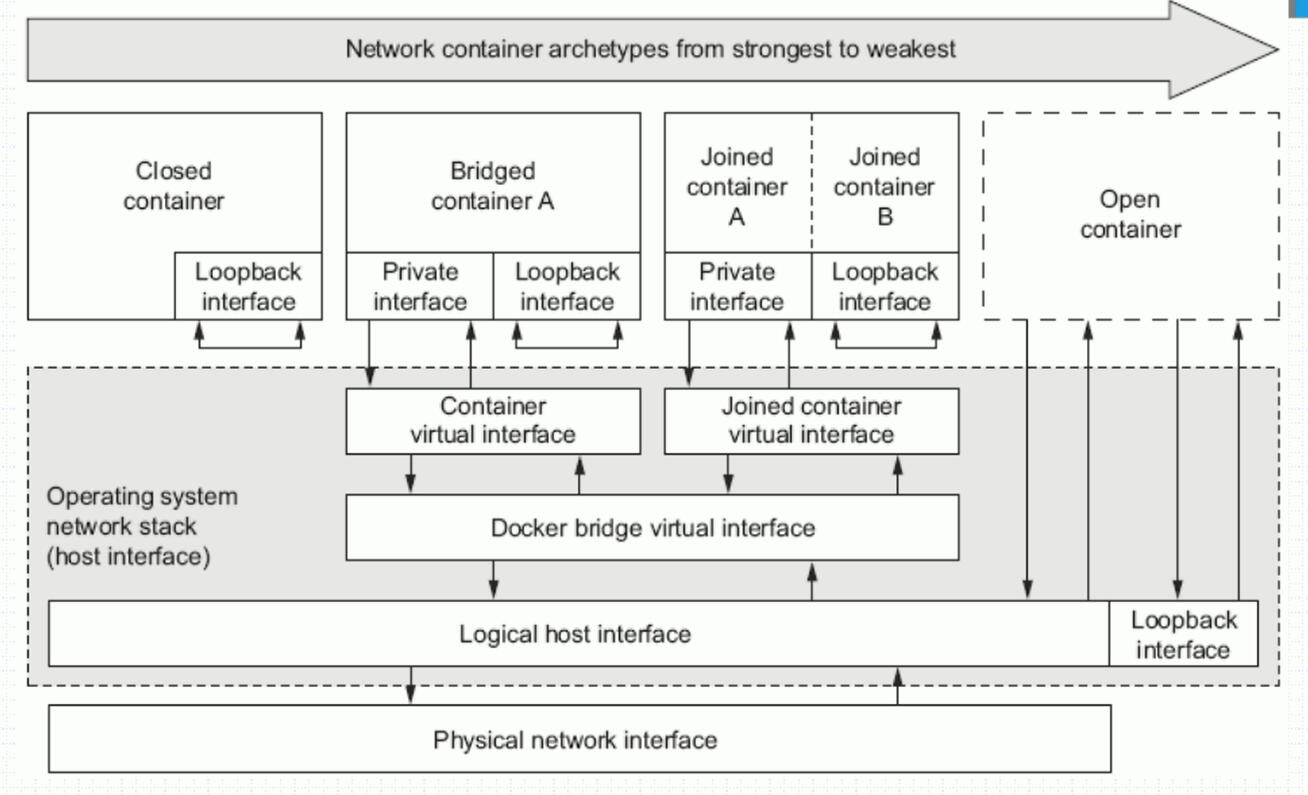 Network container archetypes from strongest to weakest
Closed
container
Loopback
interface
Bridged
container A
Private
interface
Loopback
interface
Joined
container
A
Joined
container
B
Private
interface
Loopback
interface
Open
container
Container
virtual interface
Joined container
virtual interface
Operating system
network stack
(host interface)
Docker bridge virtual interface
Logical host interface
Loopback
interface
Physical network interface